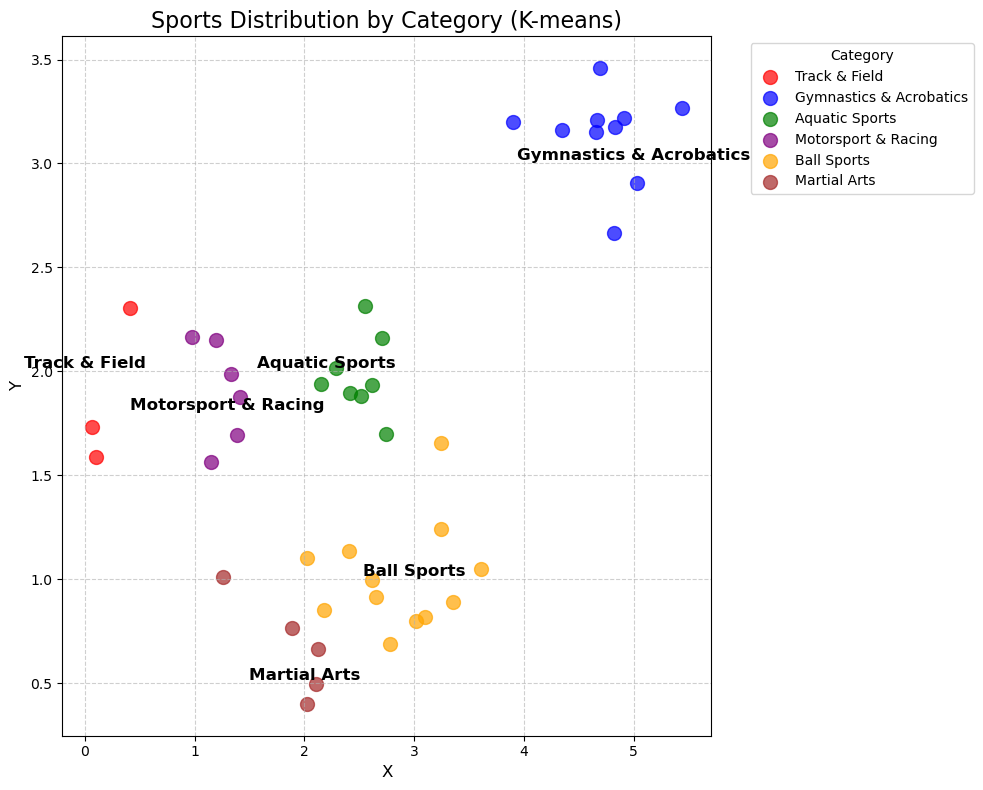 Sports Distribution by Category (K-means)
Category
Track & Field
Gymnastics & Acrobatics
Aquatic Sports
Motorsport & Racing
Ball Sports
Martial Arts
3.5
3.0
2.5
2.0
1.5
1.0
0.5
Y
Gymnastics & Acrobatics
Track & Field
Aquatic Sports
Motorsport & Racing
Ball Sports
Martial Arts
0 1 2 3 4 5
X